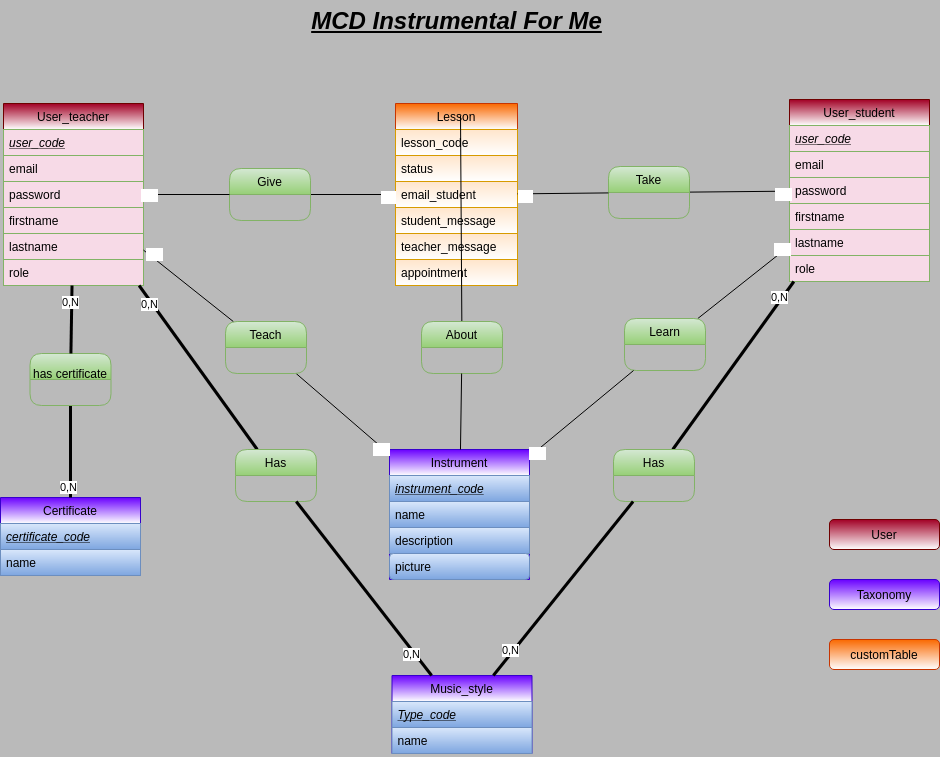 MCD Instrumental For Me
User_teacher
user_code
email
password
firstname
lastname
role
Give
Lesson
lesson_code
status
email_student
student_message
teacher_message
appointment
Take
User_student
user_code
email
password
firstname
lastname
role
0,N
0,N
0,N
Teach
About
Learn
has certificate
Has
Has
0,N
Certificate
certificate_code
name
Instrument
instrument_code
name
description
picture
User
Taxonomy
customTable
0,N
0,N
Music_style
Type_code
name